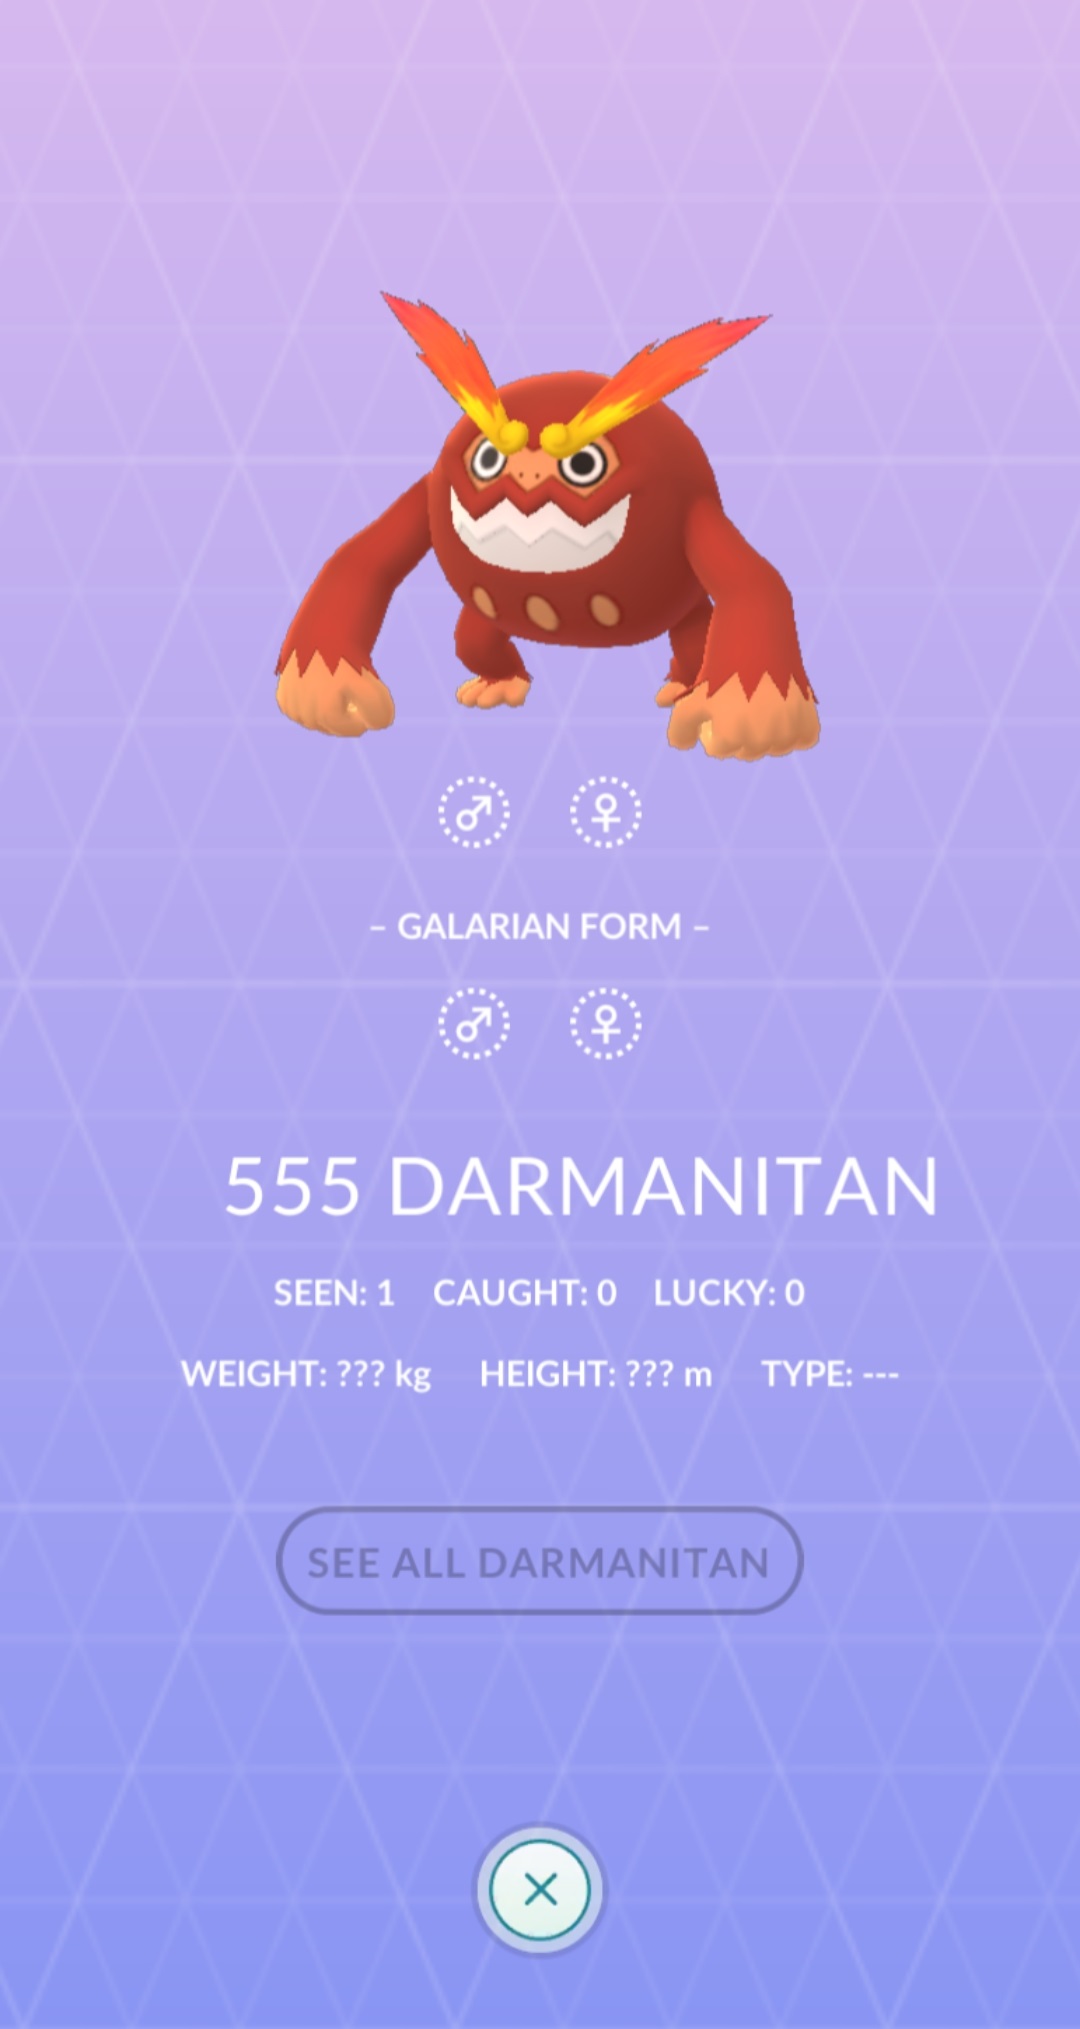 – GALARIAN FORM –
555 DARMANITAN
SEEN: 1 CAUGHT: 0 LUCKY: 0
WEIGHT: ??? kg HEIGHT: ??? m TYPE: ---
SEE ALL DARMANITAN